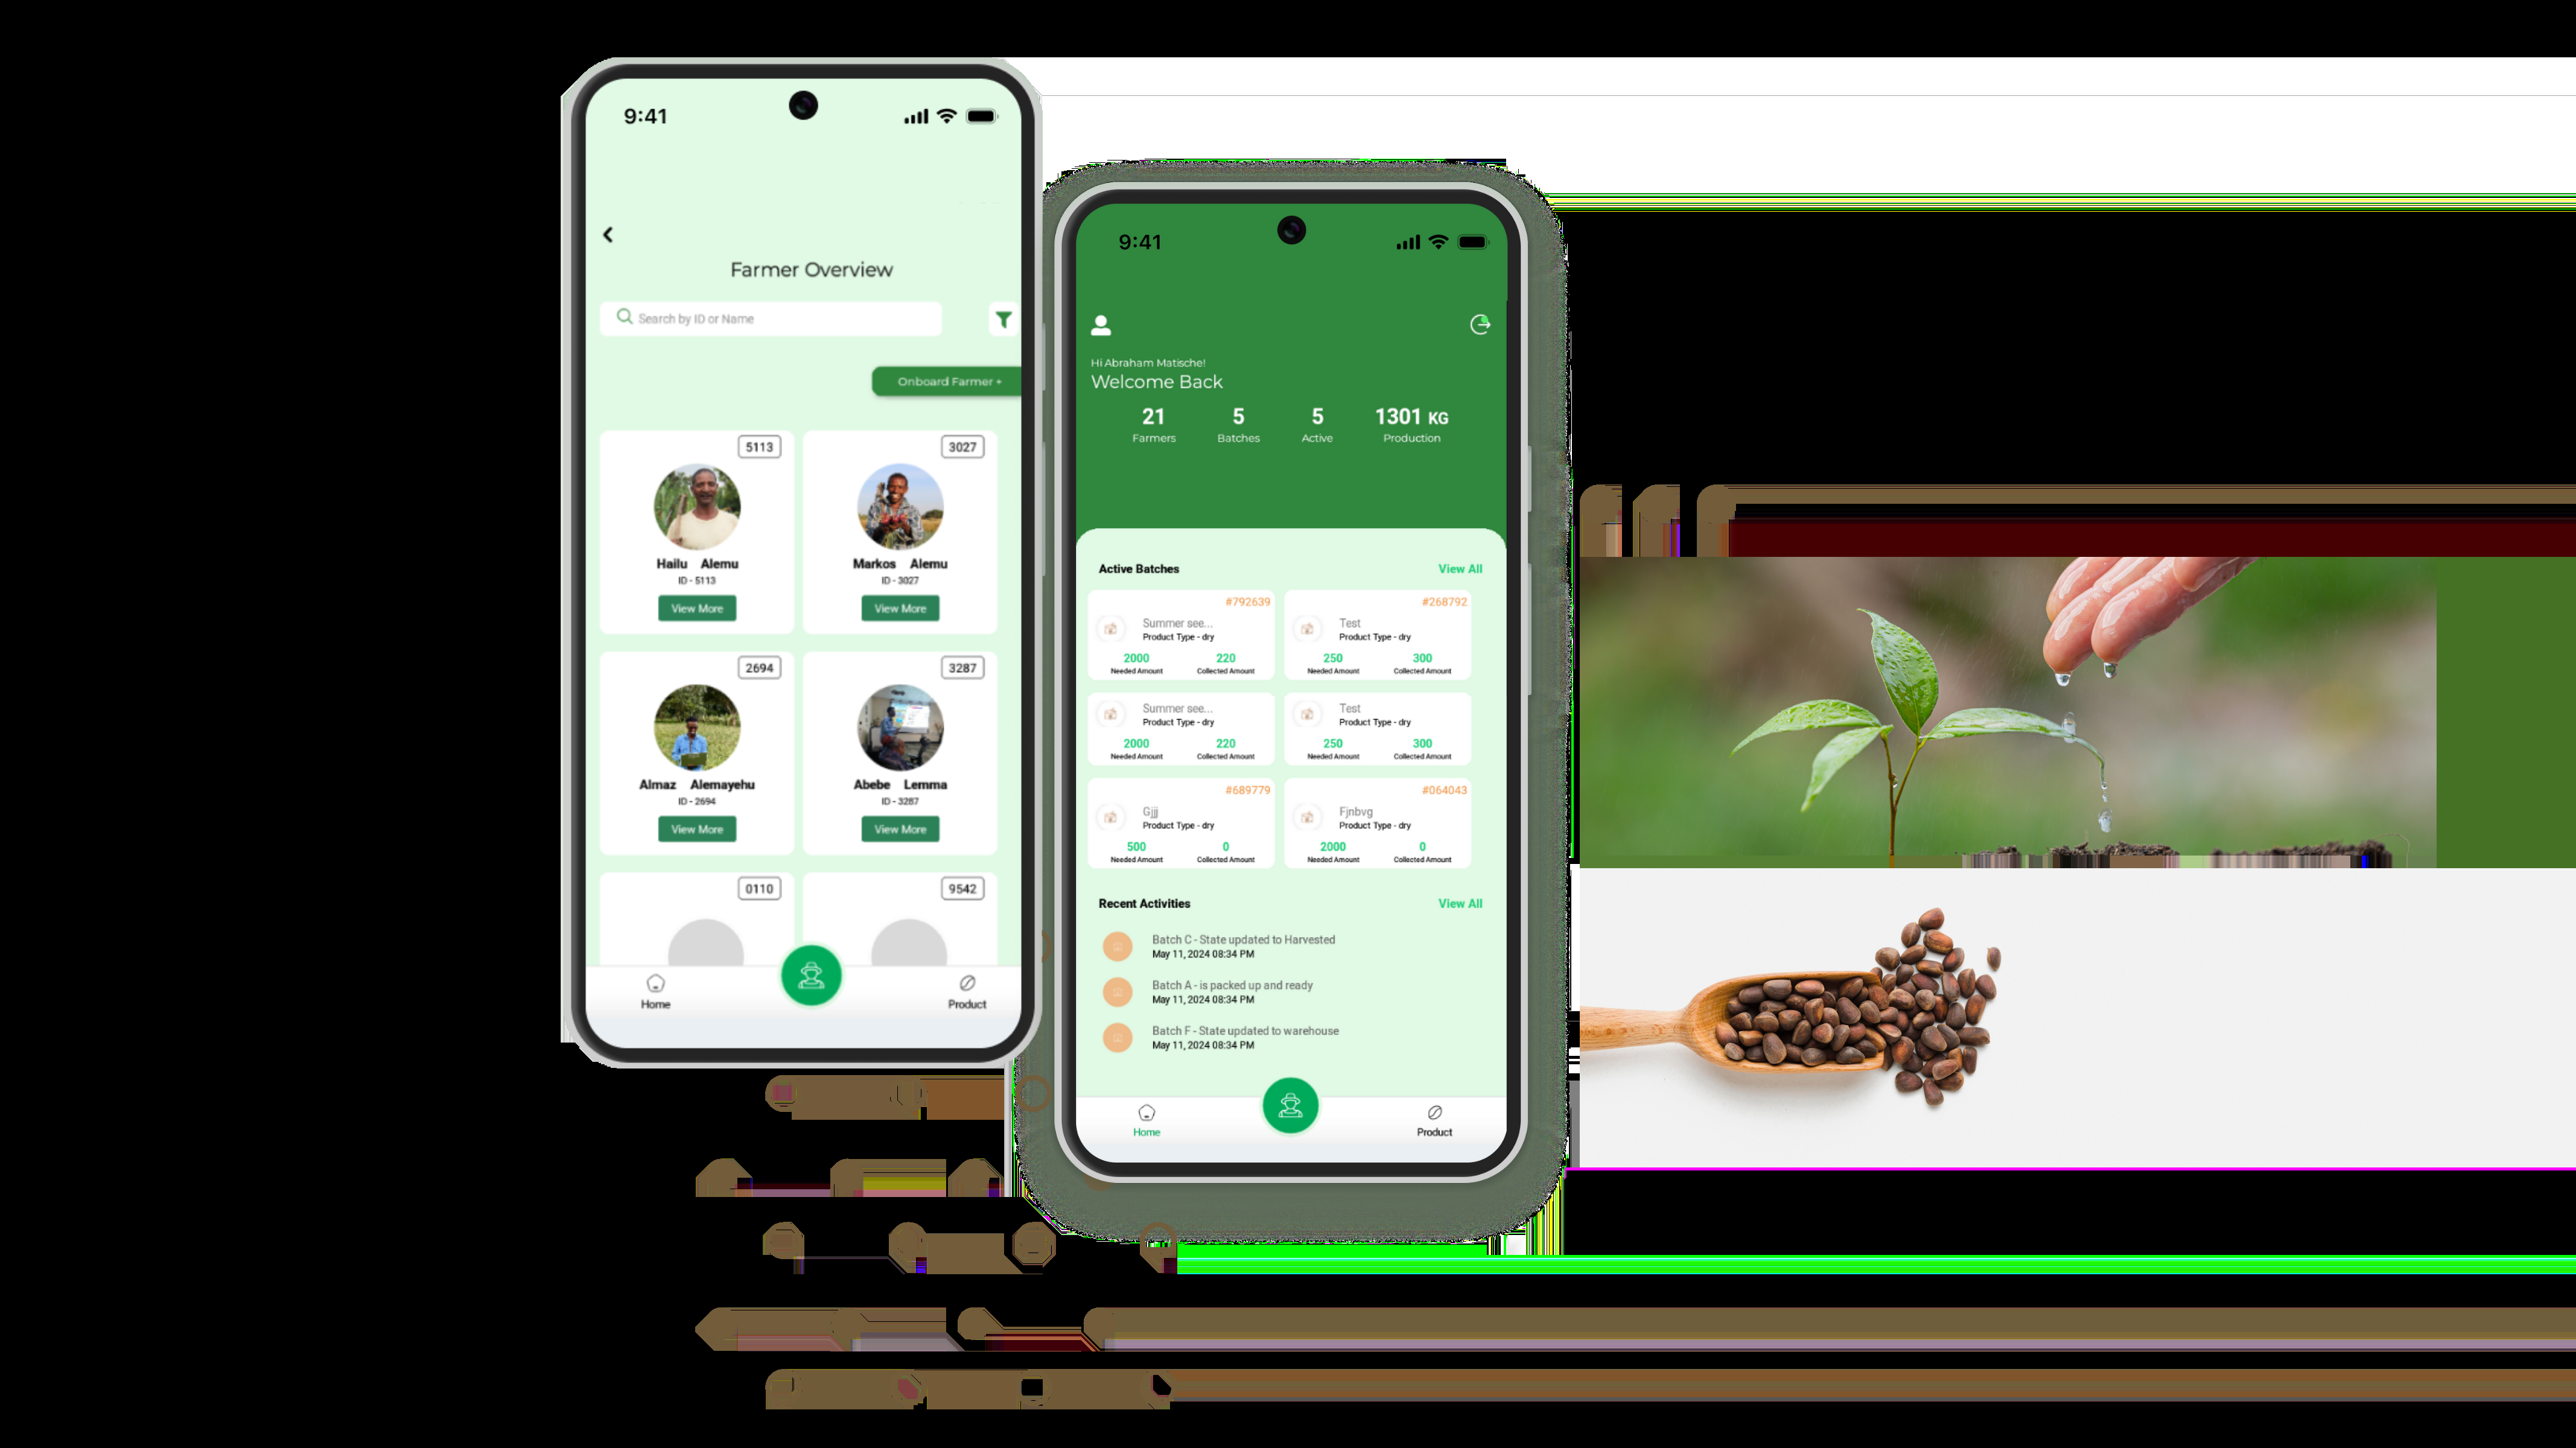 9:41
Farmer Overview
Search by ID or Name
Onboard Farmer +
5113
3027
Hailu Alemu
Markos Alemu
ID - 5113
ID - 3027
View More
View More
2694
3287
Almaz Alemayehu
Abebe Lemma
ID - 2694
ID - 3287
View More
View More
0110
9542
Home
Product
9:41
Hi Abraham Matische!
Welcome Back
21
5
5
1301 KG
Farmers
Batches
Active
Production
Active Batches
View All
#792639
#268792
Summer see...
Test
Product Type - dry
Product Type - dry
2000
220
250
300
Needed Amount
Collected Amount
Needed Amount
Collected Amount
Summer see...
Test
Product Type - dry
Product Type - dry
2000
220
250
300
Needed Amount
Collected Amount
Needed Amount
Collected Amount
#689779
#064043
Gjjj
Fjnbvg
Product Type - dry
Product Type - dry
500
0
2000
0
Needed Amount
Collected Amount
Needed Amount
Collected Amount
Recent Activities
View All
Batch C - State updated to Harvested
May 11, 2024 08:34 PM
Batch A - is packed up and ready
May 11, 2024 08:34 PM
Batch F - State updated to warehouse
May 11, 2024 08:34 PM
Home
Product